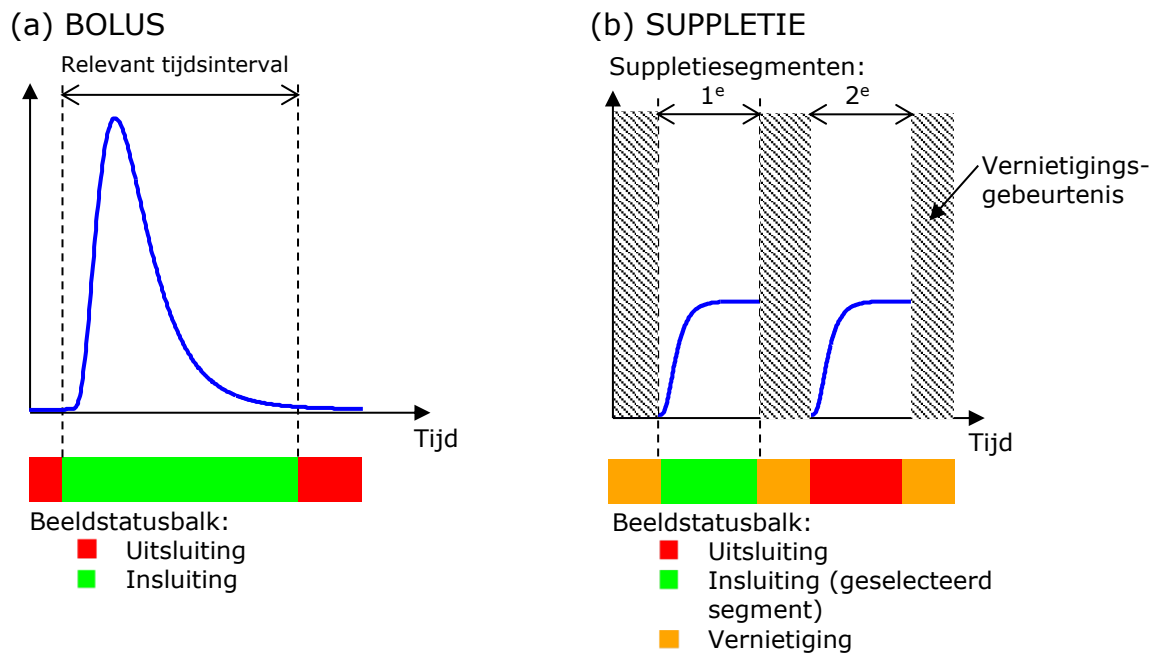 (a) BOLUS
Relevant tijdsinterval
Tijd
Beeldstatusbalk:
Uitsluiting
Insluiting
(b) SUPPLETIE
Suppletiesegmenten:
1e
2e
Vernietigings-
gebeurtenis
Tijd
Beeldstatusbalk:
Uitsluiting
Insluiting (geselecteerd
segment)
Vernietiging